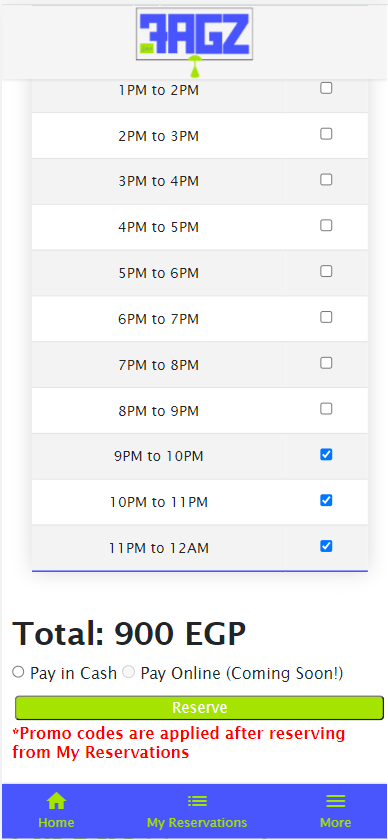 7AGZ
1PM to 2PM
2PM to 3PM
3PM to 4PM
4PM to 5PM
5PM to 6PM
6PM to 7PM
7PM to 8PM
8PM to 9PM
9PM to 10PM
10PM to 11PM
11PM to 12AM
Total: 900 EGP
Pay in Cash Pay Online (Coming Soon!)
Reserve
*Promo codes are applied after reserving
from My Reservations
Home My Reservations More